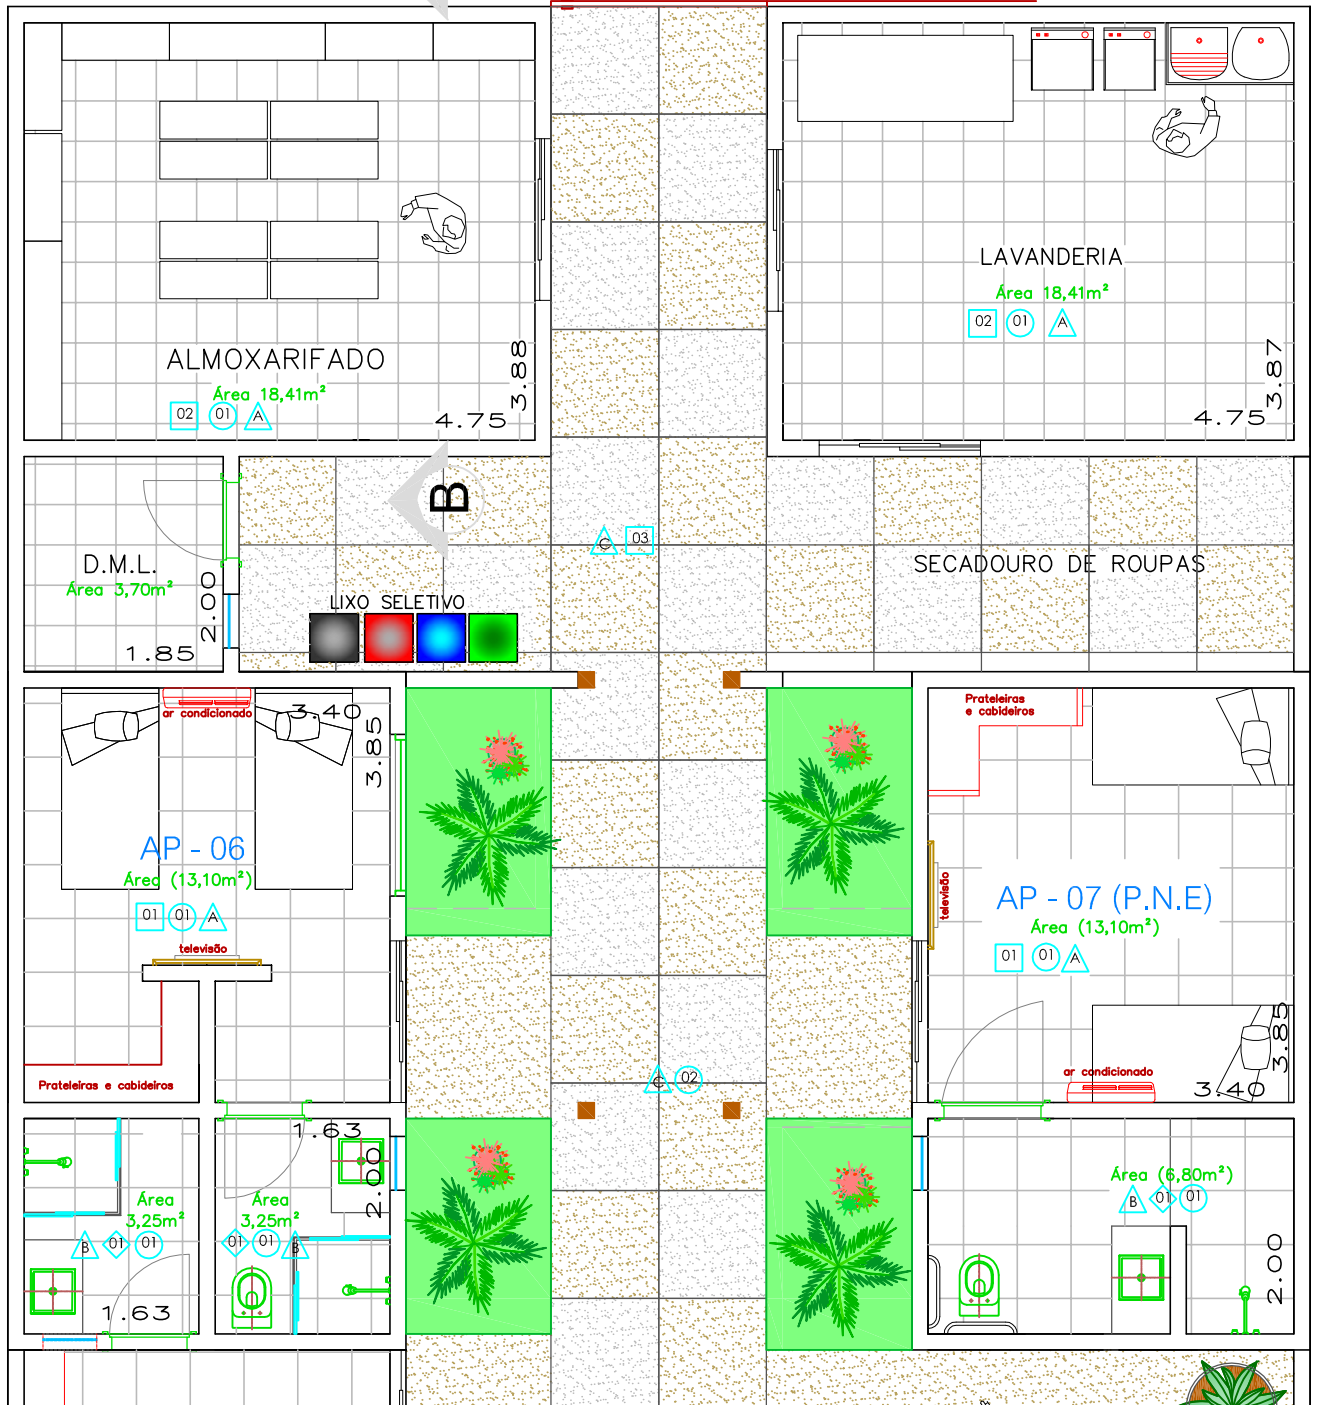 ALMOXARIFADO
Área 18,41m²
02 01 A
4.75
3.88
LAVANDERIA
Área 18,41m²
02 01 A
4.75
3.87
D.M.L.
Área 3,70m²
2.00
1.85
B
LIXO SELETIVO
C 03
SECADOURO DE ROUPAS
ar condicionado
3.40
3.85
AP - 06
Área (13,10m²)
01 01 A
televisão
Prateleiras e cabideiros
Prateleiras
e cabideiros
televisão
AP - 07 (P.N.E)
Área (13,10m²)
01 01 A
ar condicionado
3.40
3.85
C 02
1.63
2.00
Área
3,25m²
B 01 01
1.63
Área
3,25m²
01 01 B
Área (6,80m²)
B 01 01
2.00